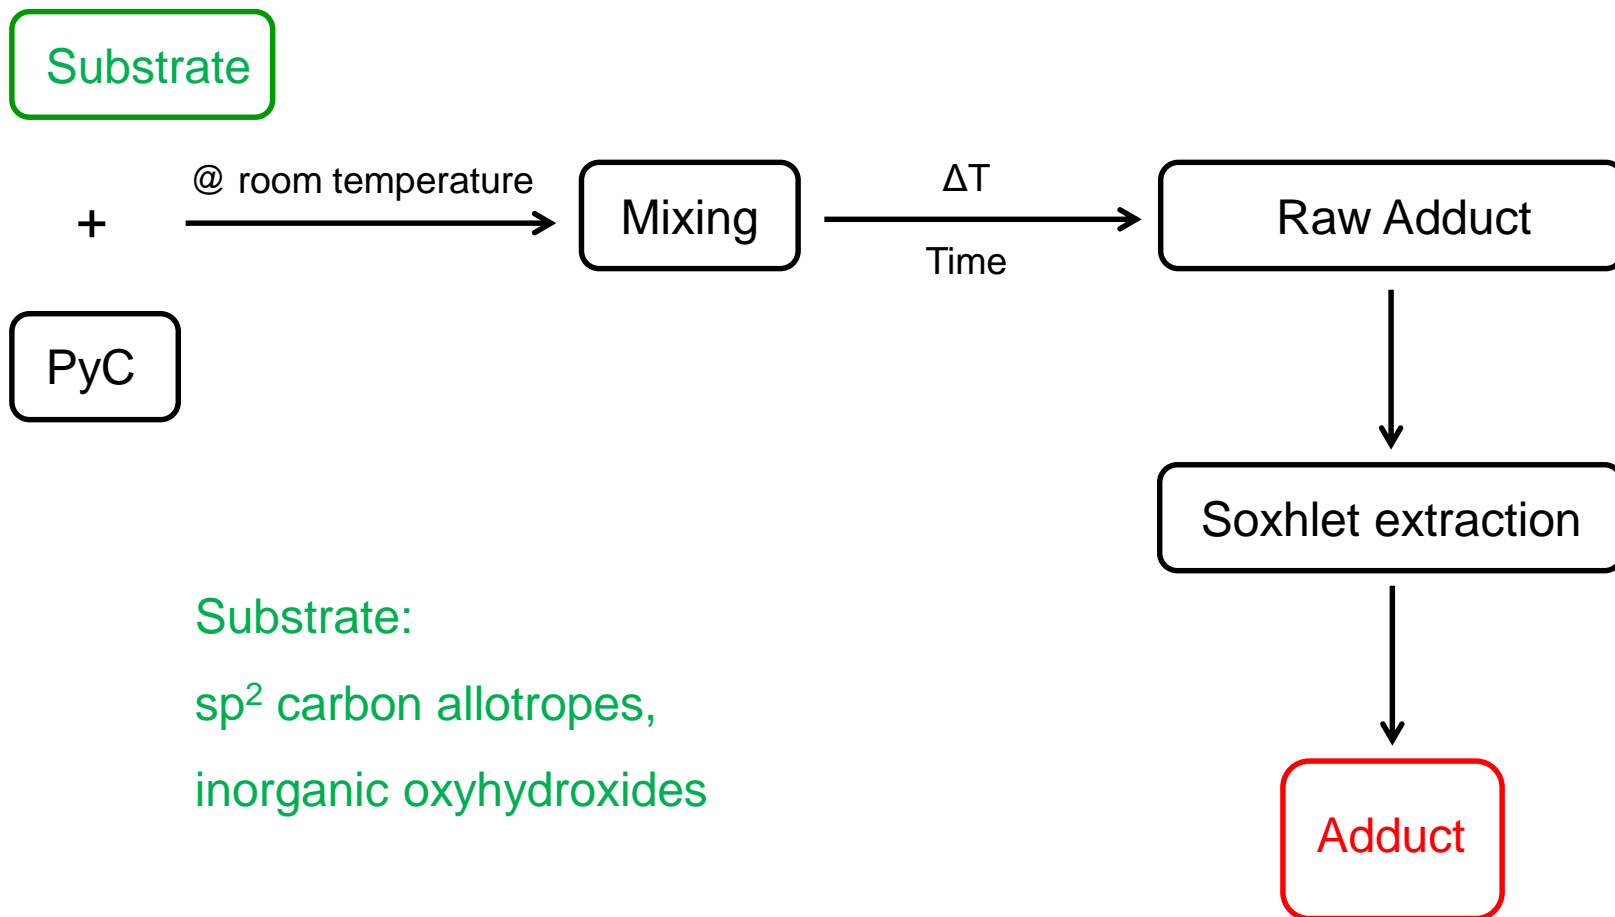 Substrate
@ room temperature
+
Mixing
ΔT
Time
Raw Adduct
PyC
Soxhlet extraction
Substrate:
sp² carbon allotropes,
inorganic oxyhydroxides
Adduct